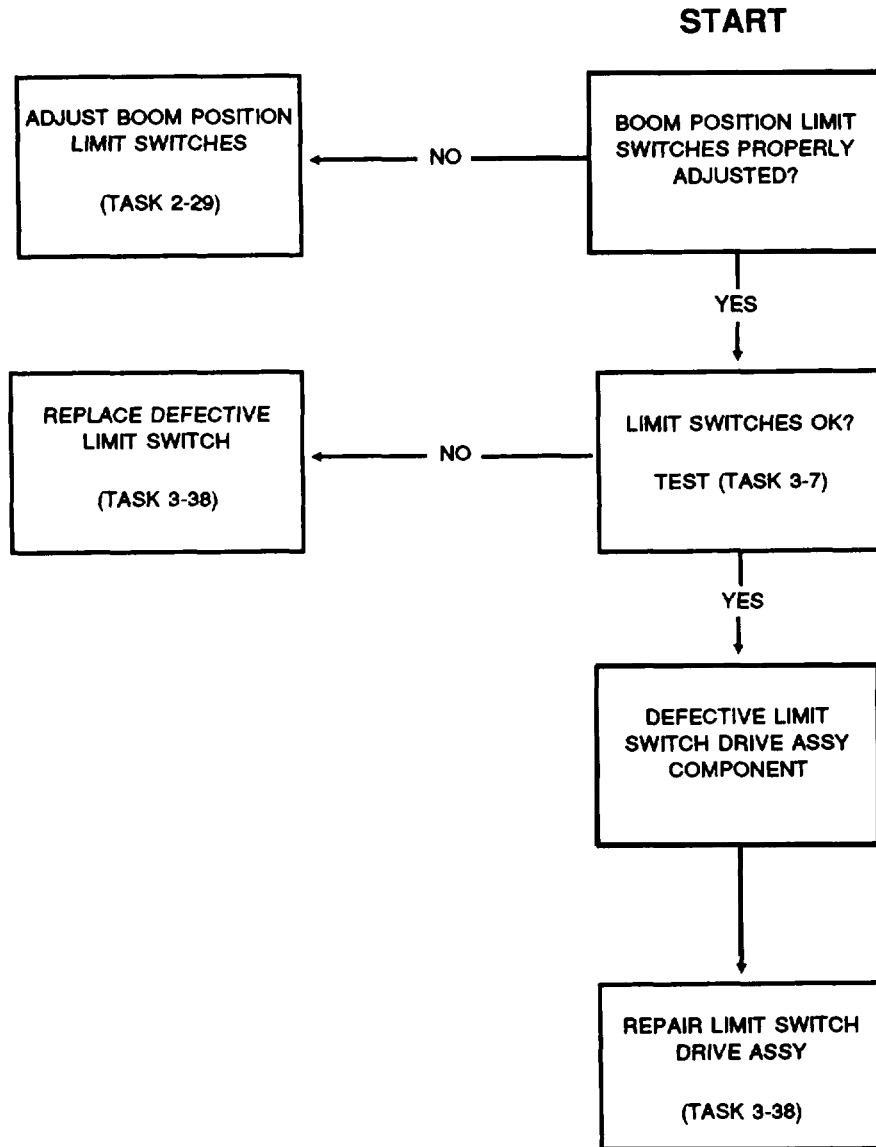 START
BOOM POSITION LIMIT
SWITCHES PROPERLY
ADJUSTED?
NO
ADJUST BOOM POSITION
LIMIT SWITCHES
(TASK 2-29)
YES
LIMIT SWITCHES OK?
TEST (TASK 3-7)
NO
REPLACE DEFECTIVE
LIMIT SWITCH
(TASK 3-38)
YES
DEFECTIVE LIMIT
SWITCH DRIVE ASSY
COMPONENT
REPAIR LIMIT SWITCH
DRIVE ASSY
(TASK 3-38)